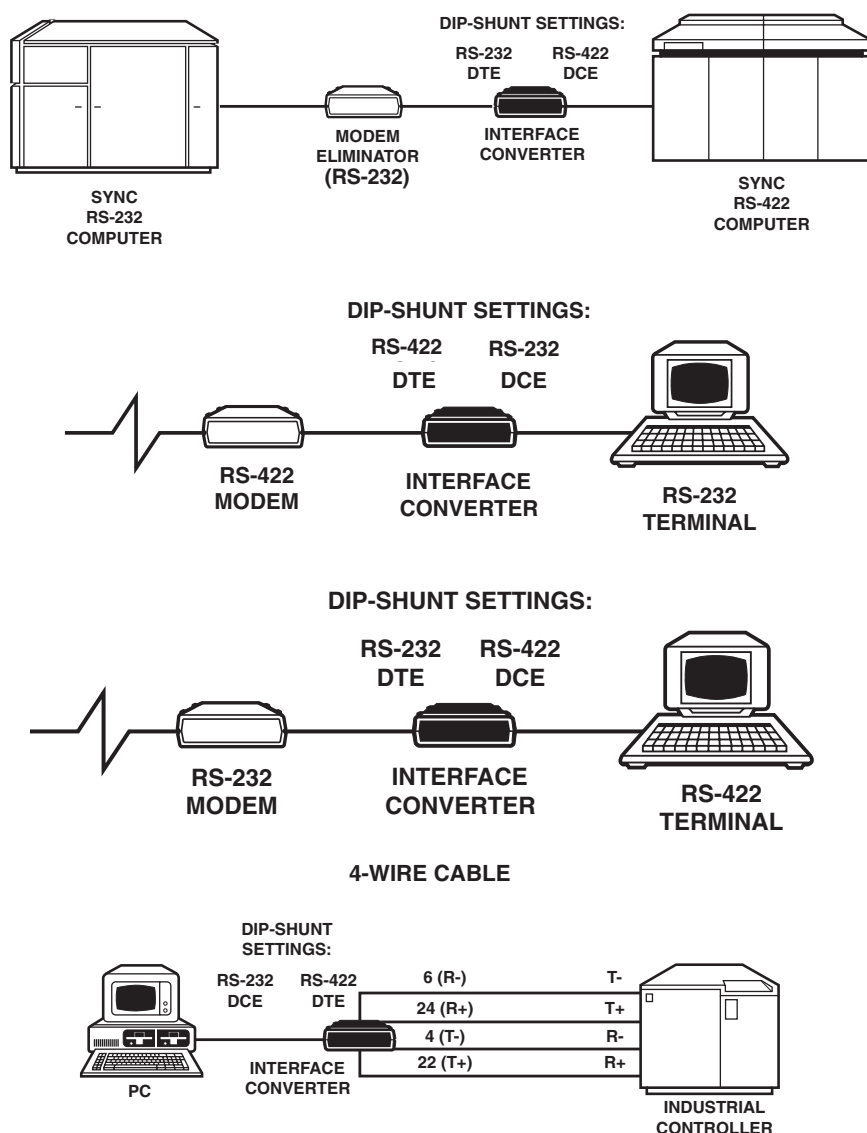 DIP-SHUNT SETTINGS:
RS-232 RS-422
DTE DCE
MODEM
ELIMINATOR
(RS-232)
INTERFACE
CONVERTER
SYNC
RS-232
COMPUTER
SYNC
RS-422
COMPUTER
DIP-SHUNT SETTINGS:
RS-422 RS-232
DTE DCE
RS-422
MODEM
INTERFACE
CONVERTER
RS-232
TERMINAL
DIP-SHUNT SETTINGS:
RS-232 RS-422
DTE DCE
RS-232
MODEM
INTERFACE
CONVERTER
RS-422
TERMINAL
4-WIRE CABLE
DIP-SHUNT
SETTINGS:
RS-232 RS-422
DCE DTE
6 (R-) T-
24 (R+) T+
4 (T-) R-
22 (T+) R+
PC
INTERFACE
CONVERTER
INDUSTRIAL
CONTROLLER